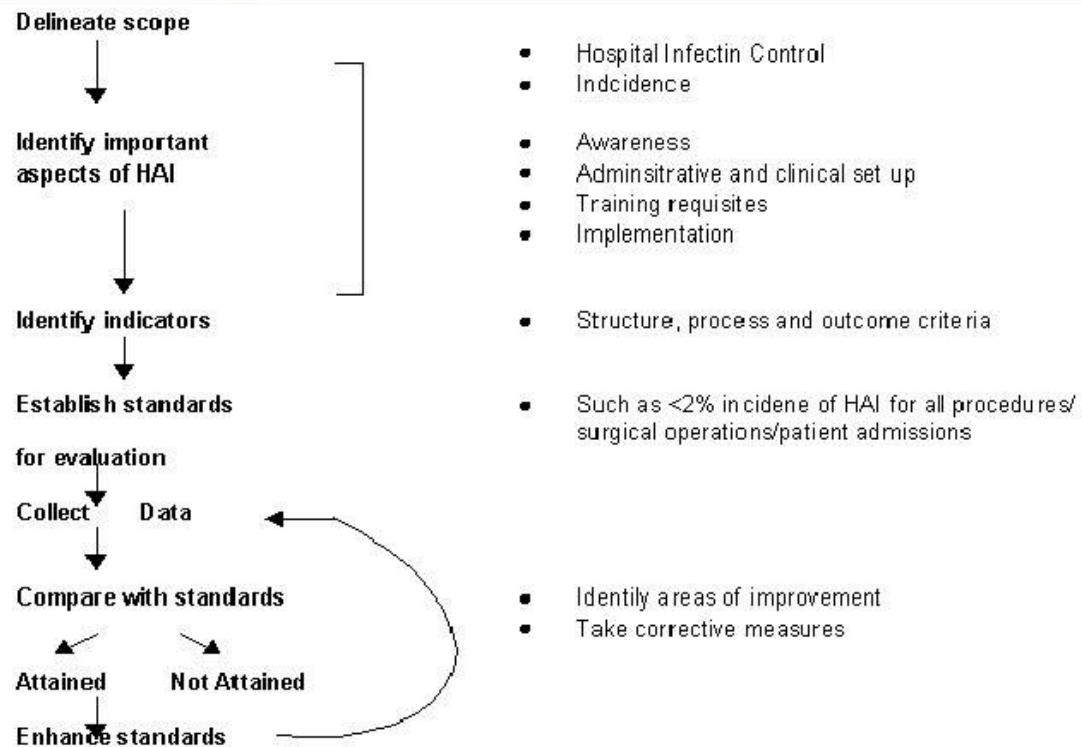 Delineate scope
• Hospital Infectin Control
• Indcidence
Identify important
aspects of HAI
• Awareness
• Adminsitrative and clinical set up
• Training requisites
• Implementation
Identify indicators
• Structure, process and outcome criteria
Establish standards
for evaluation
• Such as <2% incidene of HAI for all procedures/
surgical operations/patient admissions
Collect Data
Compare with standards
• Identily areas of improvement
• Take corrective measures
Attained Not Attained
Enhance standards